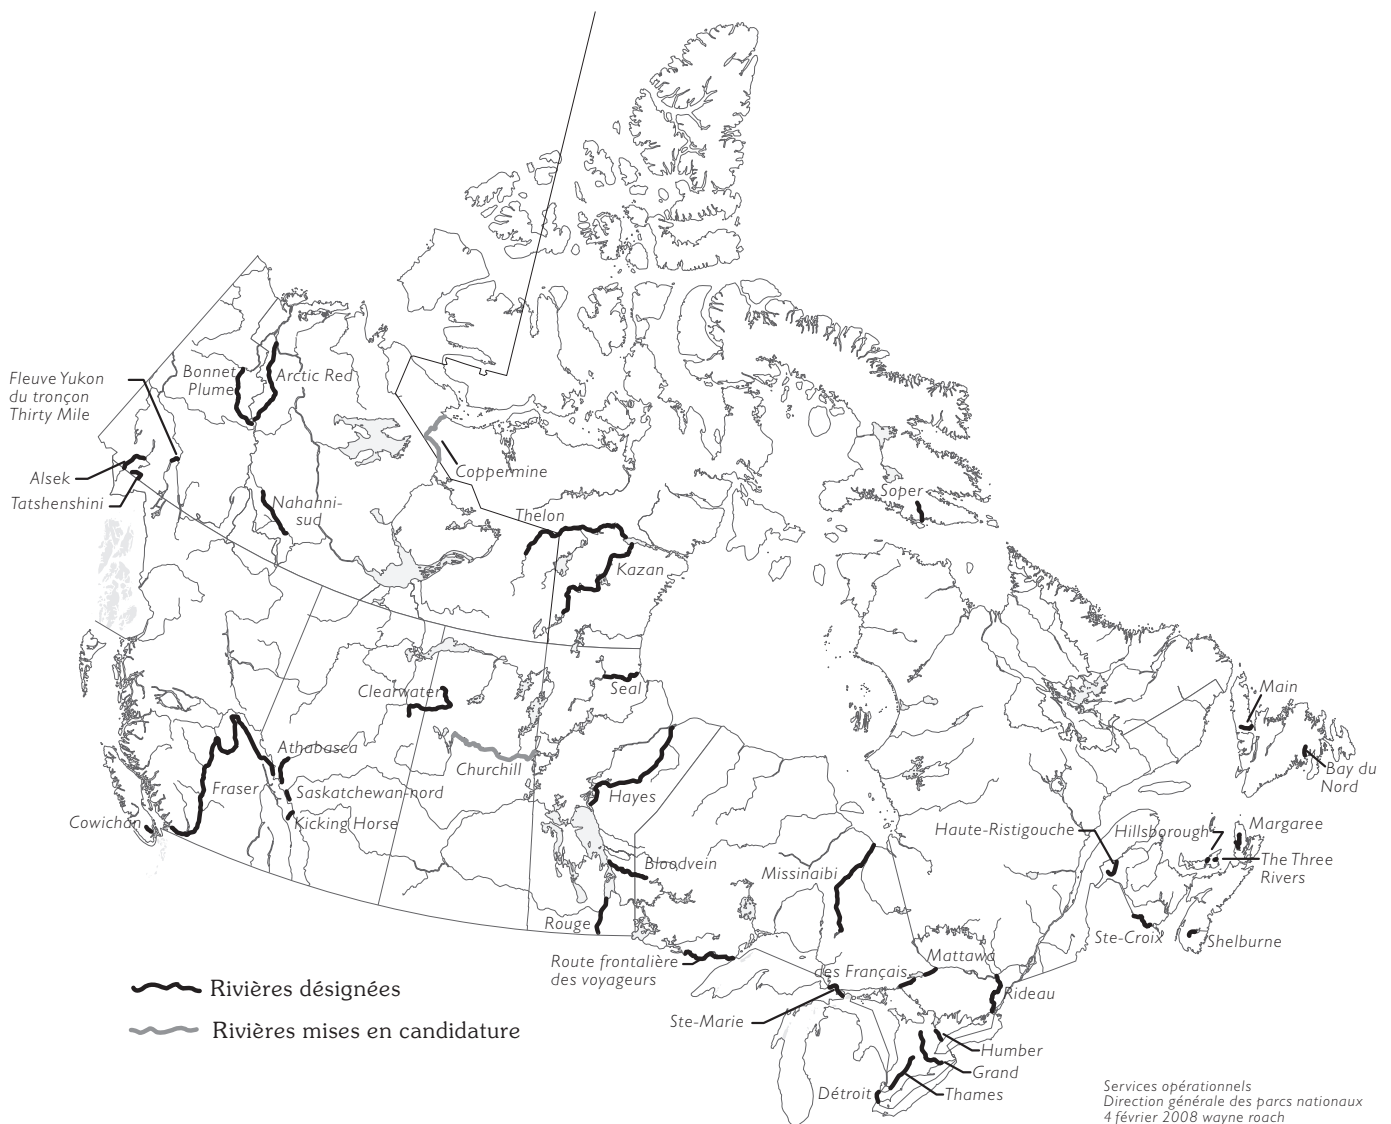 Bonnet
Plume
Arctic Red
Fleuve Yukon
du tronçon
Thirty Mile
Alsek
Tatshenshini
Nahahni-
sud
Coppermine
Thelon
Kazan
Soper
Clearwater
Seal
Main
Bay du
Nord
Athabasca
Fraser
Saskatchewan-nord
Kicking Horse
Cowichan
Churchill
Hayes
Bloodvein
Rouge
Missinaibi
Haute-Ristigouche
Hillsborough
Margaree
The Three
Rivers
Ste-Croix
Shelburne
Route frontalière
des voyageurs
des Français
Mattawa
Rideau
Ste-Marie
Humber
Grand
Thames
Détroit
Rivières désignées
Rivières mises en candidature
Services opérationnels
Direction générale des parcs nationaux
4 février 2008 wayne roach